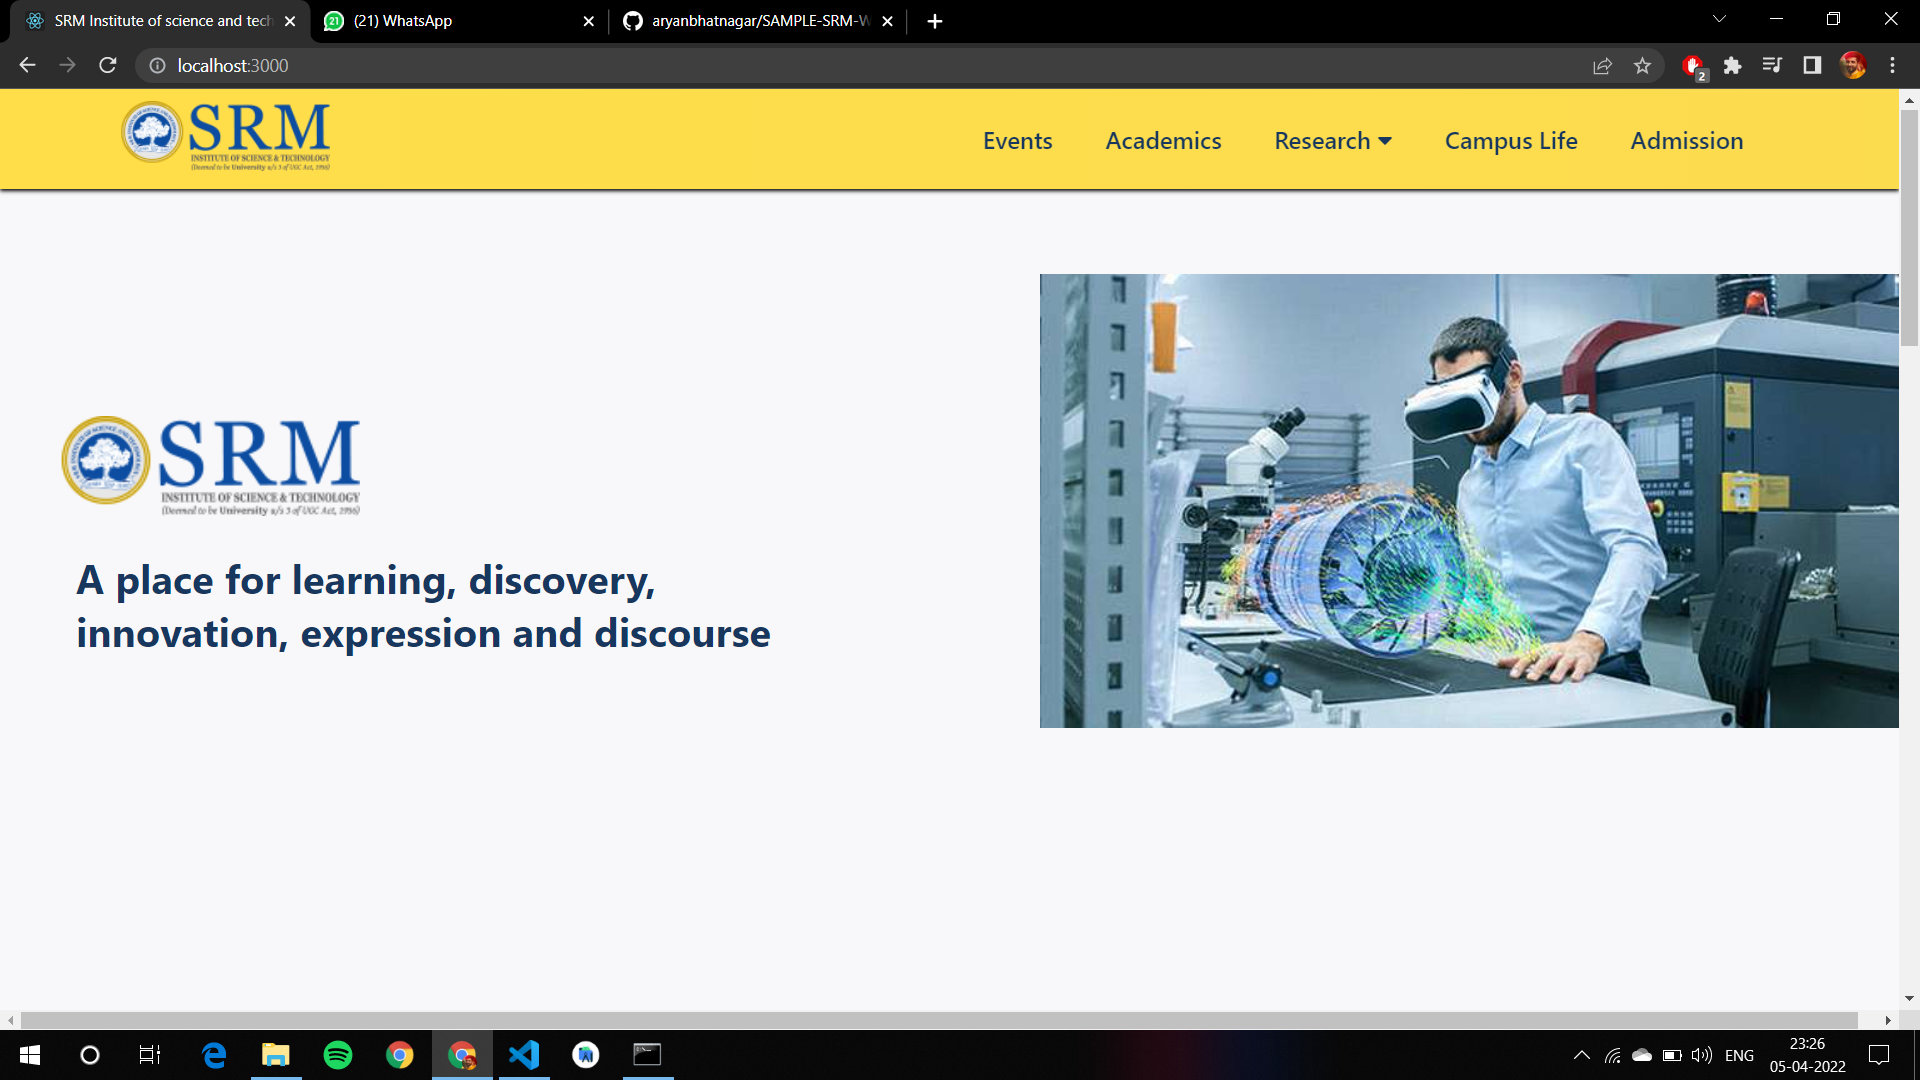 SRM Institute of science and tech
(21) WhatsApp
aryanbhatnagar/SAMPLE-SRM-W
localhost:3000
2
SRM
INSTITUTE OF SCIENCE & TECHNOLOGY
(Deemed to be University u/s 3 of UGC Act, 1956)
Events
Academics
Research
Campus Life
Admission
SRM
INSTITUTE OF SCIENCE & TECHNOLOGY
(Deemed to be University u/s 3 of UGC Act, 1956)
A place for learning, discovery,
innovation, expression and discourse
ENG
23:26
05-04-2022